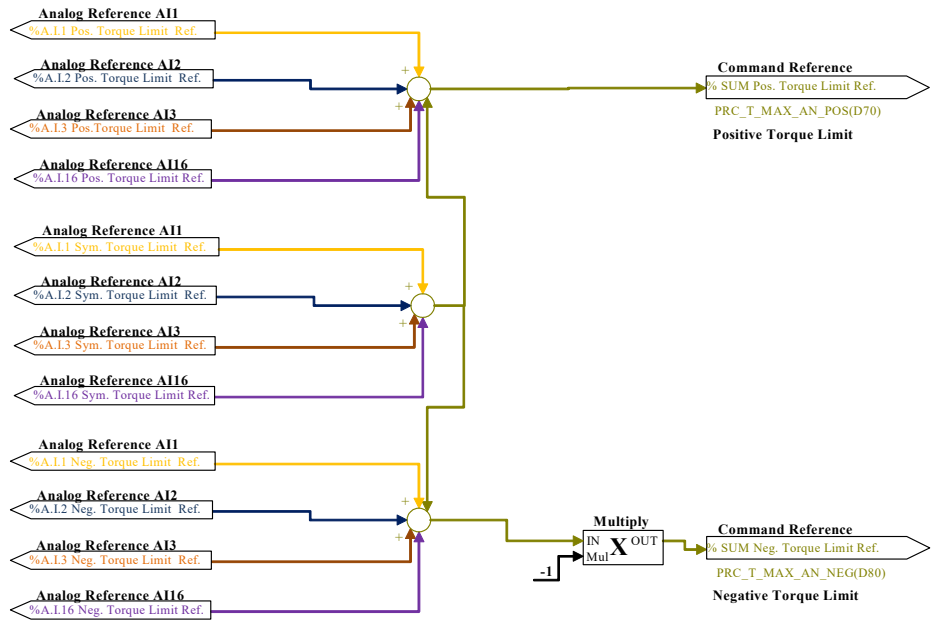 Analog Reference AI1
%A.I.1 Pos. Torque Limit Ref.
Analog Reference AI2
%A.I.2 Pos. Torque Limit Ref.
Analog Reference AI3
%A.I.3 Pos.Torque Limit Ref.
Analog Reference AI16
%A.I.16 Pos. Torque Limit Ref.
+
+
Command Reference
% SUM Pos. Torque Limit Ref.
PRC_T_MAX_AN_POS(D70)
Positive Torque Limit
Analog Reference AI1
%A.I.1 Sym. Torque Limit Ref.
Analog Reference AI2
%A.I.2 Sym. Torque Limit Ref.
Analog Reference AI3
%A.I.3 Sym. Torque Limit Ref.
Analog Reference AI16
%A.I.16 Sym. Torque Limit Ref.
+
+
Analog Reference AI1
%A.I.1 Neg. Torque Limit Ref.
Analog Reference AI2
%A.I.2 Neg. Torque Limit Ref.
Analog Reference AI3
%A.I.3 Neg. Torque Limit Ref.
Analog Reference AI16
%A.I.16 Neg. Torque Limit Ref.
+
+
Multiply
IN X OUT
Mul
-1
Command Reference
% SUM Neg. Torque Limit Ref.
PRC_T_MAX_AN_NEG(D80)
Negative Torque Limit